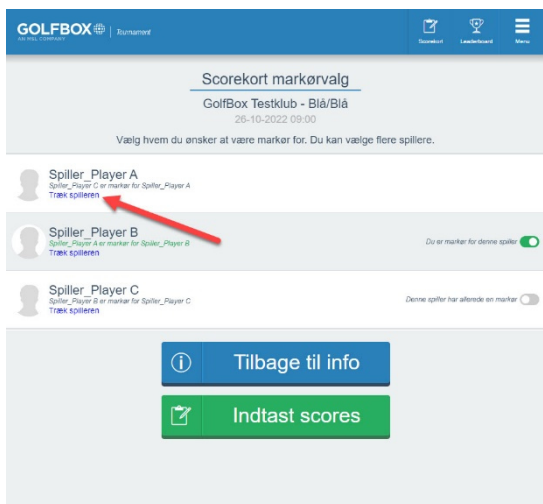 GOLFBOX | Tournament
AN HSL COMPANY
Scorekort
Leaderboard
Menu
Scorekort markørvalg
GolfBox Testklub - Blå/Blå
26-10-2022 09:00
Vælg hvem du ønsker at være markør for. Du kan vælge flere spillere.
Spiller_Player A
Spiller_Player C er markør for Spiller_Player A
Træk spilleren
Spiller_Player B
Spiller_Player A er markør for Spiller_Player B
Træk spilleren
Du er markør for denne spiller
Spiller_Player C
Spiller_Player B er markør for Spiller_Player C
Træk spilleren
Denne spiller har allerede en markør
Tilbage til info
Indtast scores